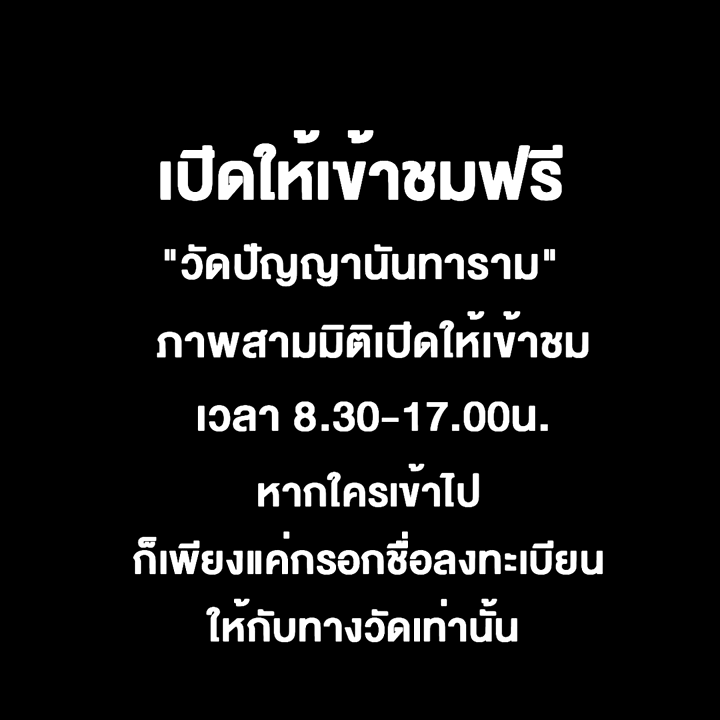 เปิดให้เข้าชมฟรี
"วัดปัญญานันทาราม"
ภาพสามมิติเปิดให้เข้าชม
เวลา 8.30-17.00น.
หากใครเข้าไป
ก็เพียงแค่กรอกชื่อลงทะเบียน
ให้กับทางวัดเท่านั้น